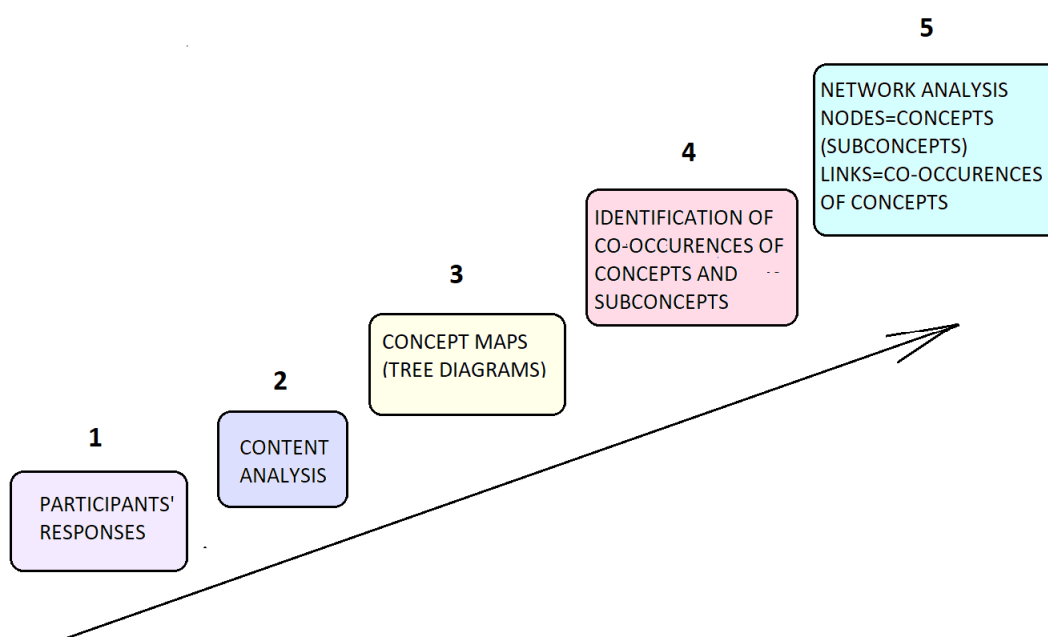 1
PARTICIPANTS'
RESPONSES
2
CONTENT
ANALYSIS
3
CONCEPT MAPS
(TREE DIAGRAMS)
4
IDENTIFICATION OF
CO-OCCURENCES OF
CONCEPTS AND
SUBCONCEPTS
5
NETWORK ANALYSIS
NODES=CONCEPTS
(SUBCONCEPTS)
LINKS=CO-OCCURENCES
OF CONCEPTS